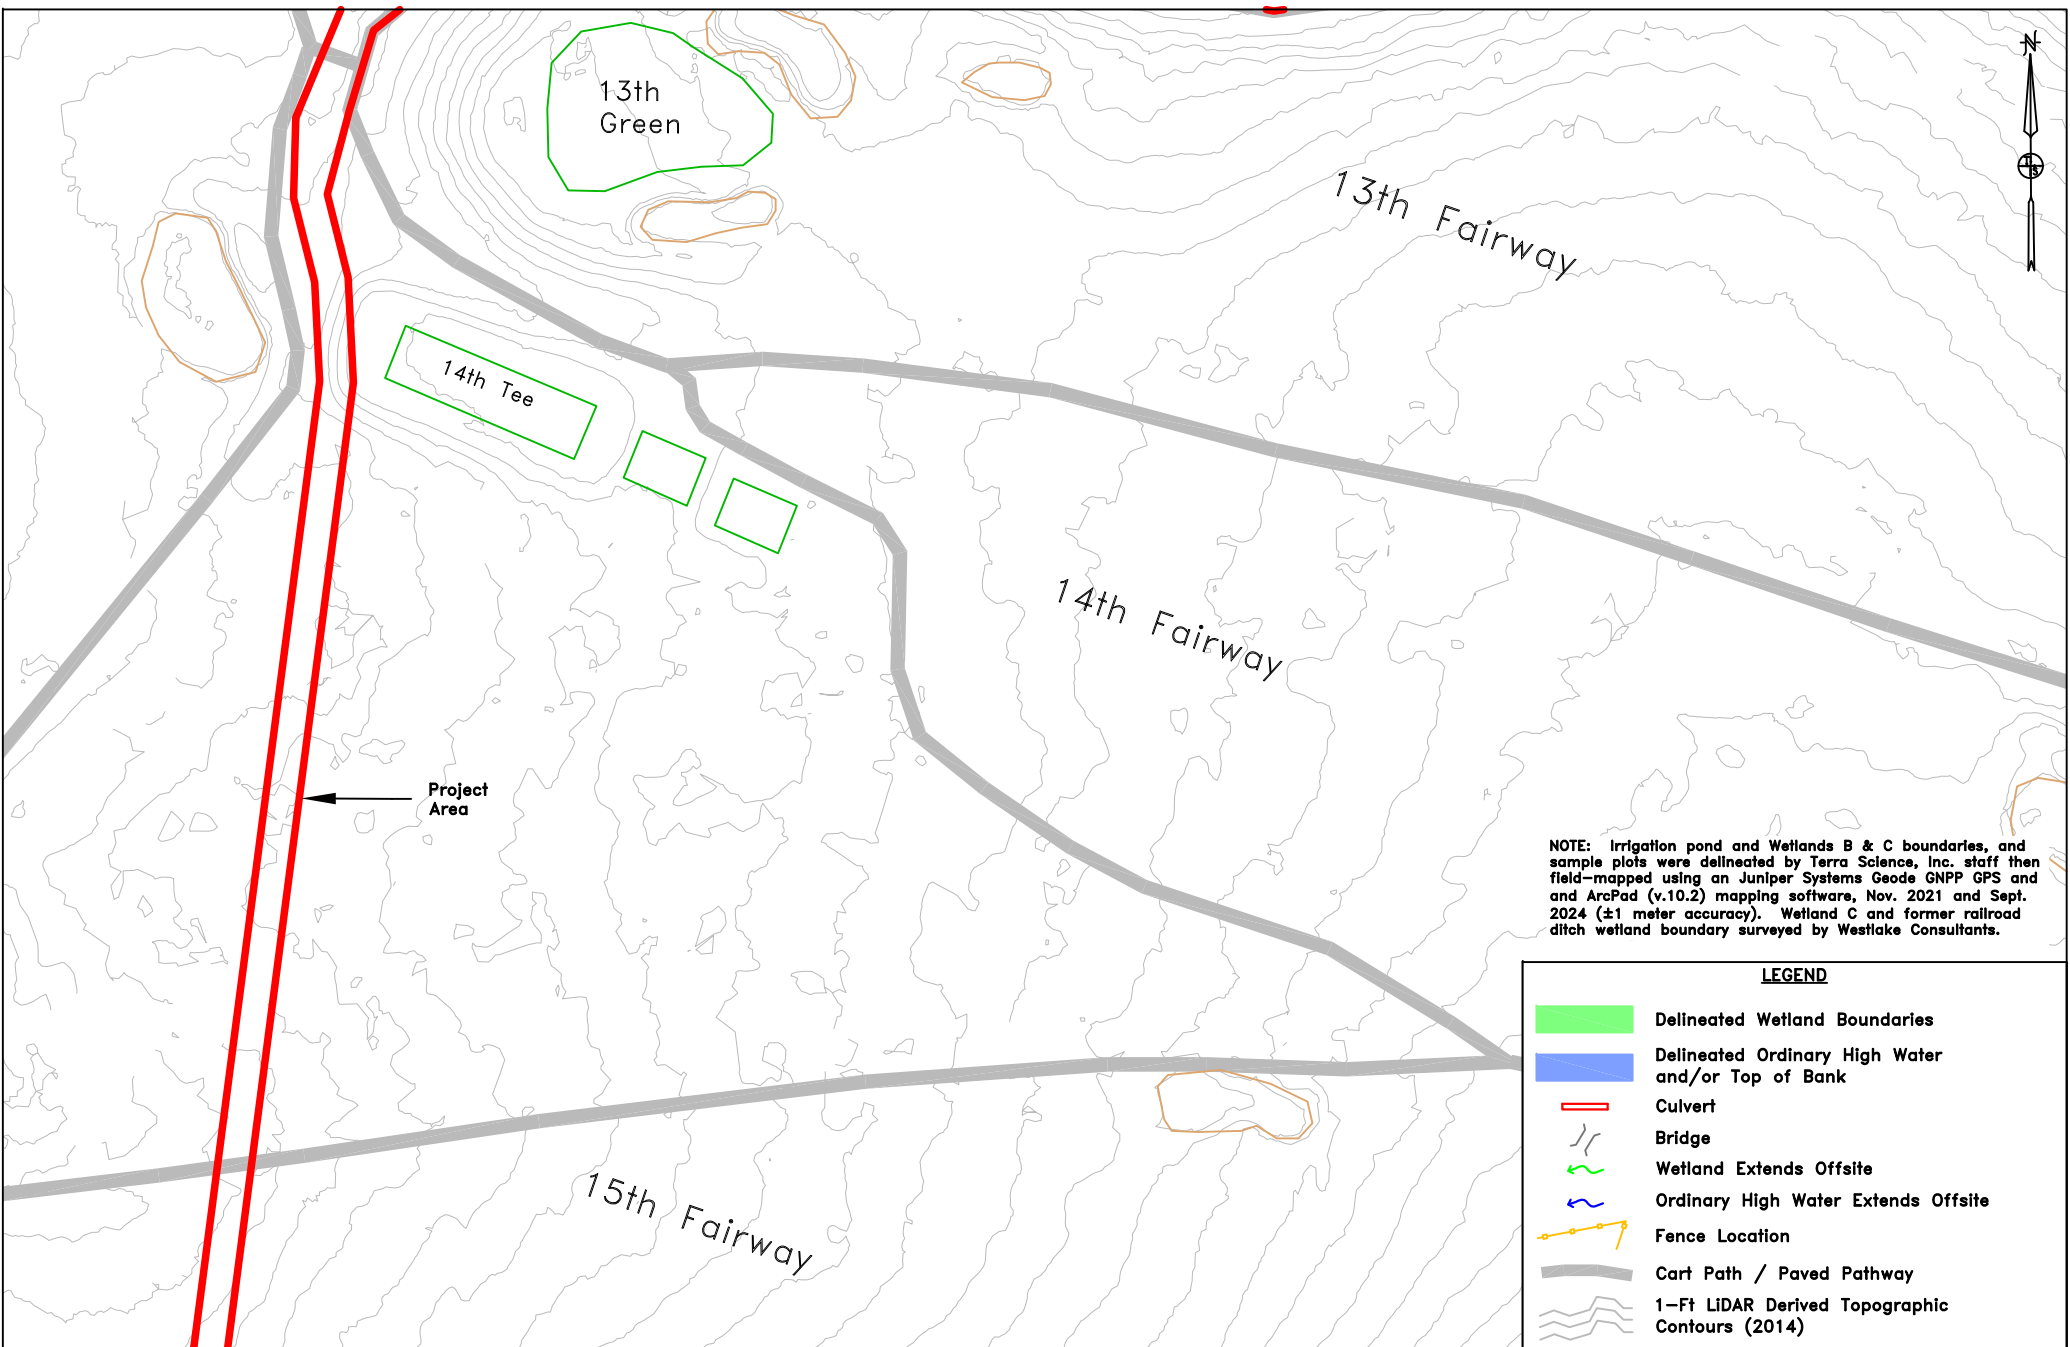 N
T
S
13th
Green
13th Fairway
14th Tee
14th Fairway
Project
Area
NOTE: Irrigation pond and Wetlands B & C boundaries, and
sample plots were delineated by Terra Science, Inc. staff then
field-mapped using an Juniper Systems Geode GNPP GPS and
and ArcPad (v.10.2) mapping software, Nov. 2021 and Sept.
2024 (±1 meter accuracy). Wetland C and former railroad
ditch wetland boundary surveyed by Westlake Consultants.
15th Fairway
LEGEND
Delineated Wetland Boundaries
Delineated Ordinary High Water
and/or Top of Bank
Culvert
Bridge
Wetland Extends Offsite
Ordinary High Water Extends Offsite
Fence Location
Cart Path / Paved Pathway
1-Ft LiDAR Derived Topographic
Contours (2014)